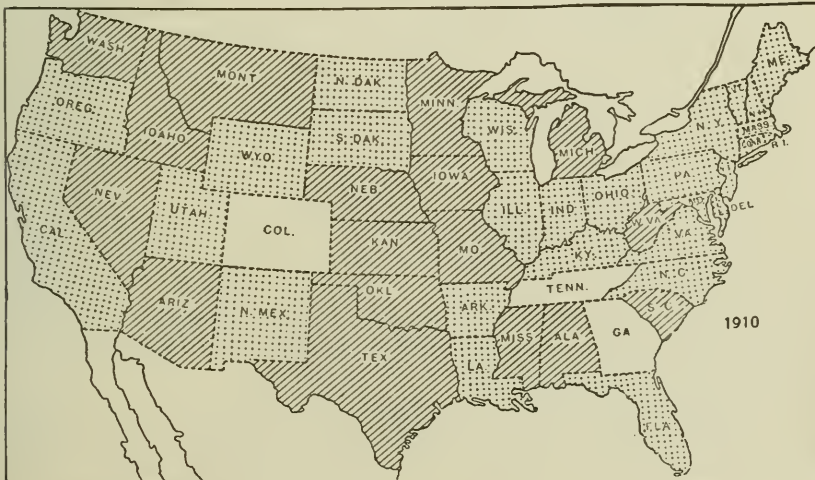 WASH
MONT
N. DAK.
MINN.
ME.
OREG.
IDAHO
S. DAK.
WIS.
MICH.
N. Y.
VT.
N.H.
MASS.
CONN.
R. I.
WYO.
NEB
IOWA
PA.
NEV
UTAH
COL.
ILL.
IND.
OHIO
DEL.
CAL.
KAN
MO.
W. VA.
VA.
KY.
N. C.
ARIZ
N. MEX.
OKL
ARK.
TENN.
S. C.
TEX.
LA.
MISS
ALA
GA
1910
FLA.